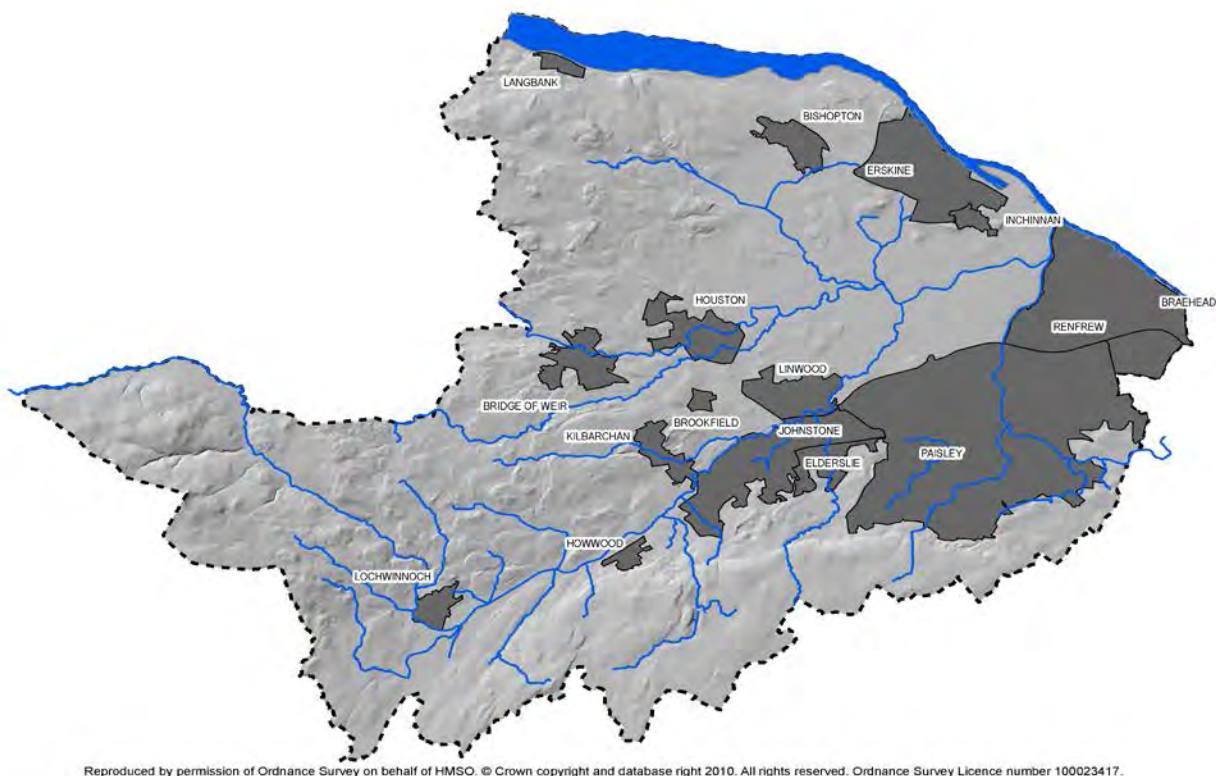 LANGBANK
BISHOPTON
ERSKINE
INCHINNAN
BRAEHEAD
HOUSTON
RENFREW
LINWOOD
BRIDGE OF WEIR
BROOKFIELD
KILBARCHAN
JOHNSTONE
PAISLEY
ELDERSLIE
HOWWOOD
LOCHWINNOCH
Reproduced by permission of Ordnance Survey on behalf of HMSO. © Crown copyright and database right 2010. All rights reserved. Ordnance Survey Licence number 100023417.